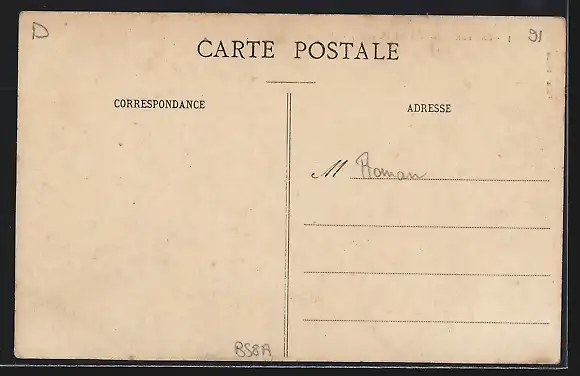 D
91
CARTE POSTALE
CORRESPONDANCE
ADRESSE
M Roman
BS8A